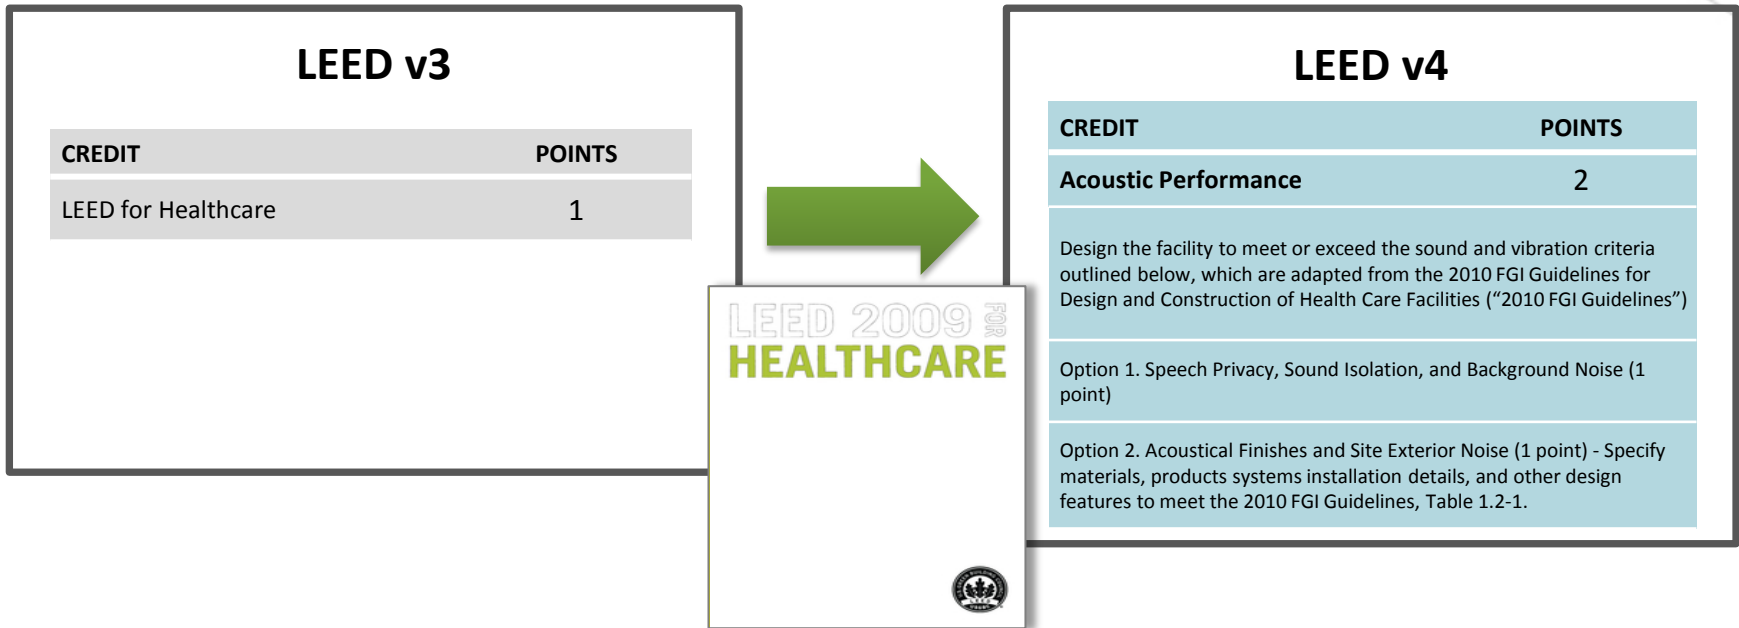 LEED v3
CREDIT POINTS
LEED for Healthcare 1
LEED 2009 FOR
HEALTHCARE
LEED v4
CREDIT POINTS
Acoustic Performance 2
Design the facility to meet or exceed the sound and vibration criteria
outlined below, which are adapted from the 2010 FGI Guidelines for
Design and Construction of Health Care Facilities (“2010 FGI Guidelines”)
Option 1. Speech Privacy, Sound Isolation, and Background Noise (1
point)
Option 2. Acoustical Finishes and Site Exterior Noise (1 point) - Specify
materials, products systems installation details, and other design
features to meet the 2010 FGI Guidelines, Table 1.2-1.